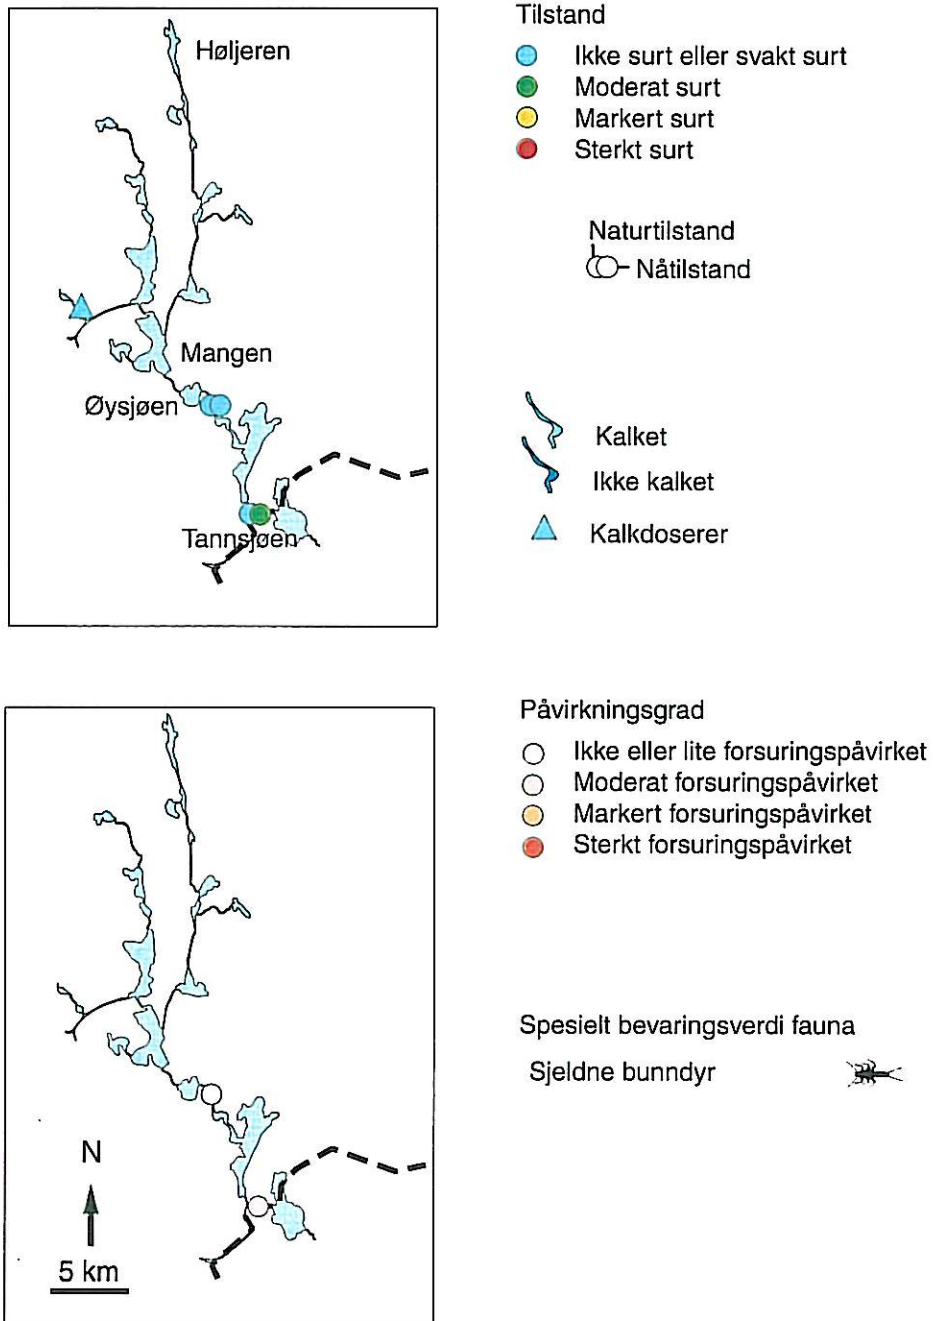 Høljeren
Mangen
Øysjøen
Tannsjøen
Tilstand
Ikke surt eller svakt surt
Moderat surt
Markert surt
Sterkt surt
Naturtilstand
Nåtilstand
Kalket
Ikke kalket
Kalkdoserer
N
5 km
Påvirkningsgrad
Ikke eller lite forsuringspåvirket
Moderat forsuringspåvirket
Markert forsuringspåvirket
Sterkt forsuringspåvirket
Spesielt bevaringsverdi fauna
Sjeldne bunndyr